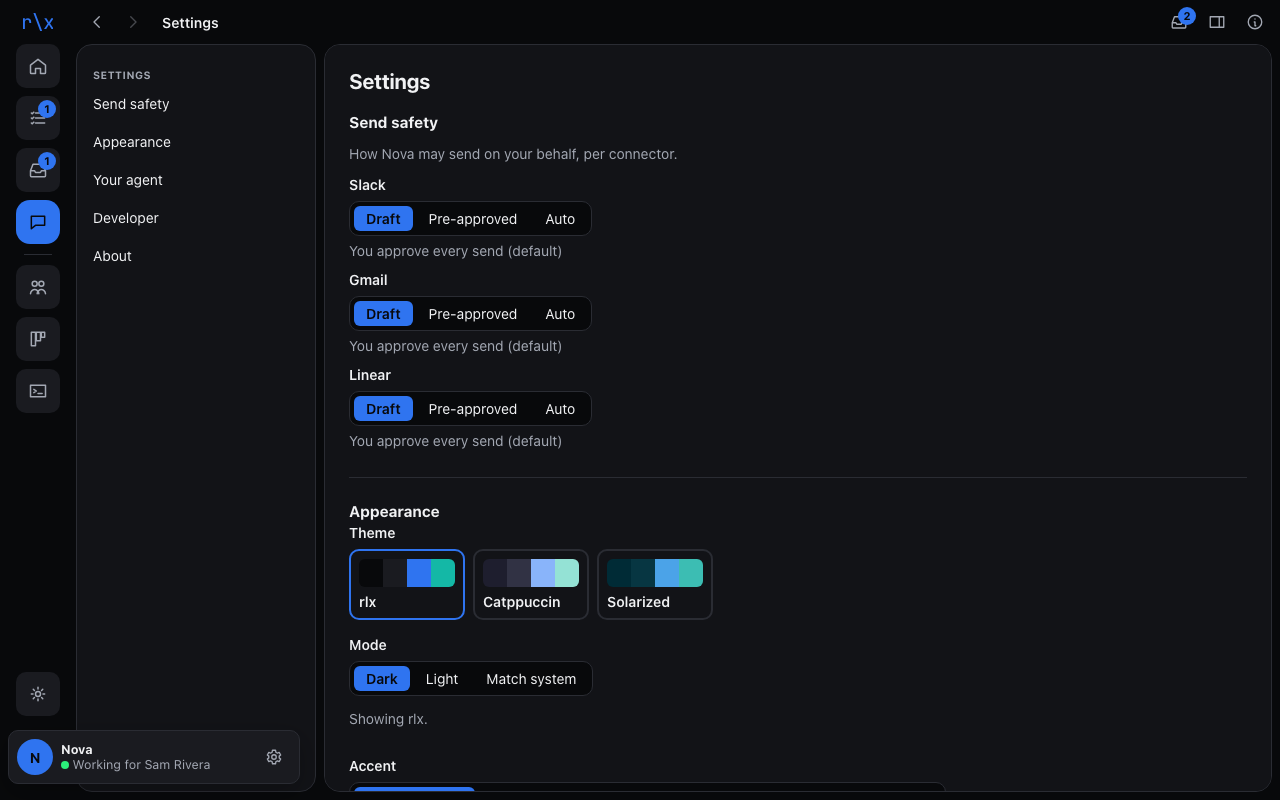 r\x
Settings
2
1
1
SETTINGS
Send safety
Appearance
Your agent
Developer
About
Settings
Send safety
How Nova may send on your behalf, per connector.
Slack
Draft Pre-approved Auto
You approve every send (default)
Gmail
Draft Pre-approved Auto
You approve every send (default)
Linear
Draft Pre-approved Auto
You approve every send (default)
Appearance
Theme
rlx Catppuccin Solarized
Mode
Dark Light Match system
Showing rlx.
Accent
N
Nova
Working for Sam Rivera